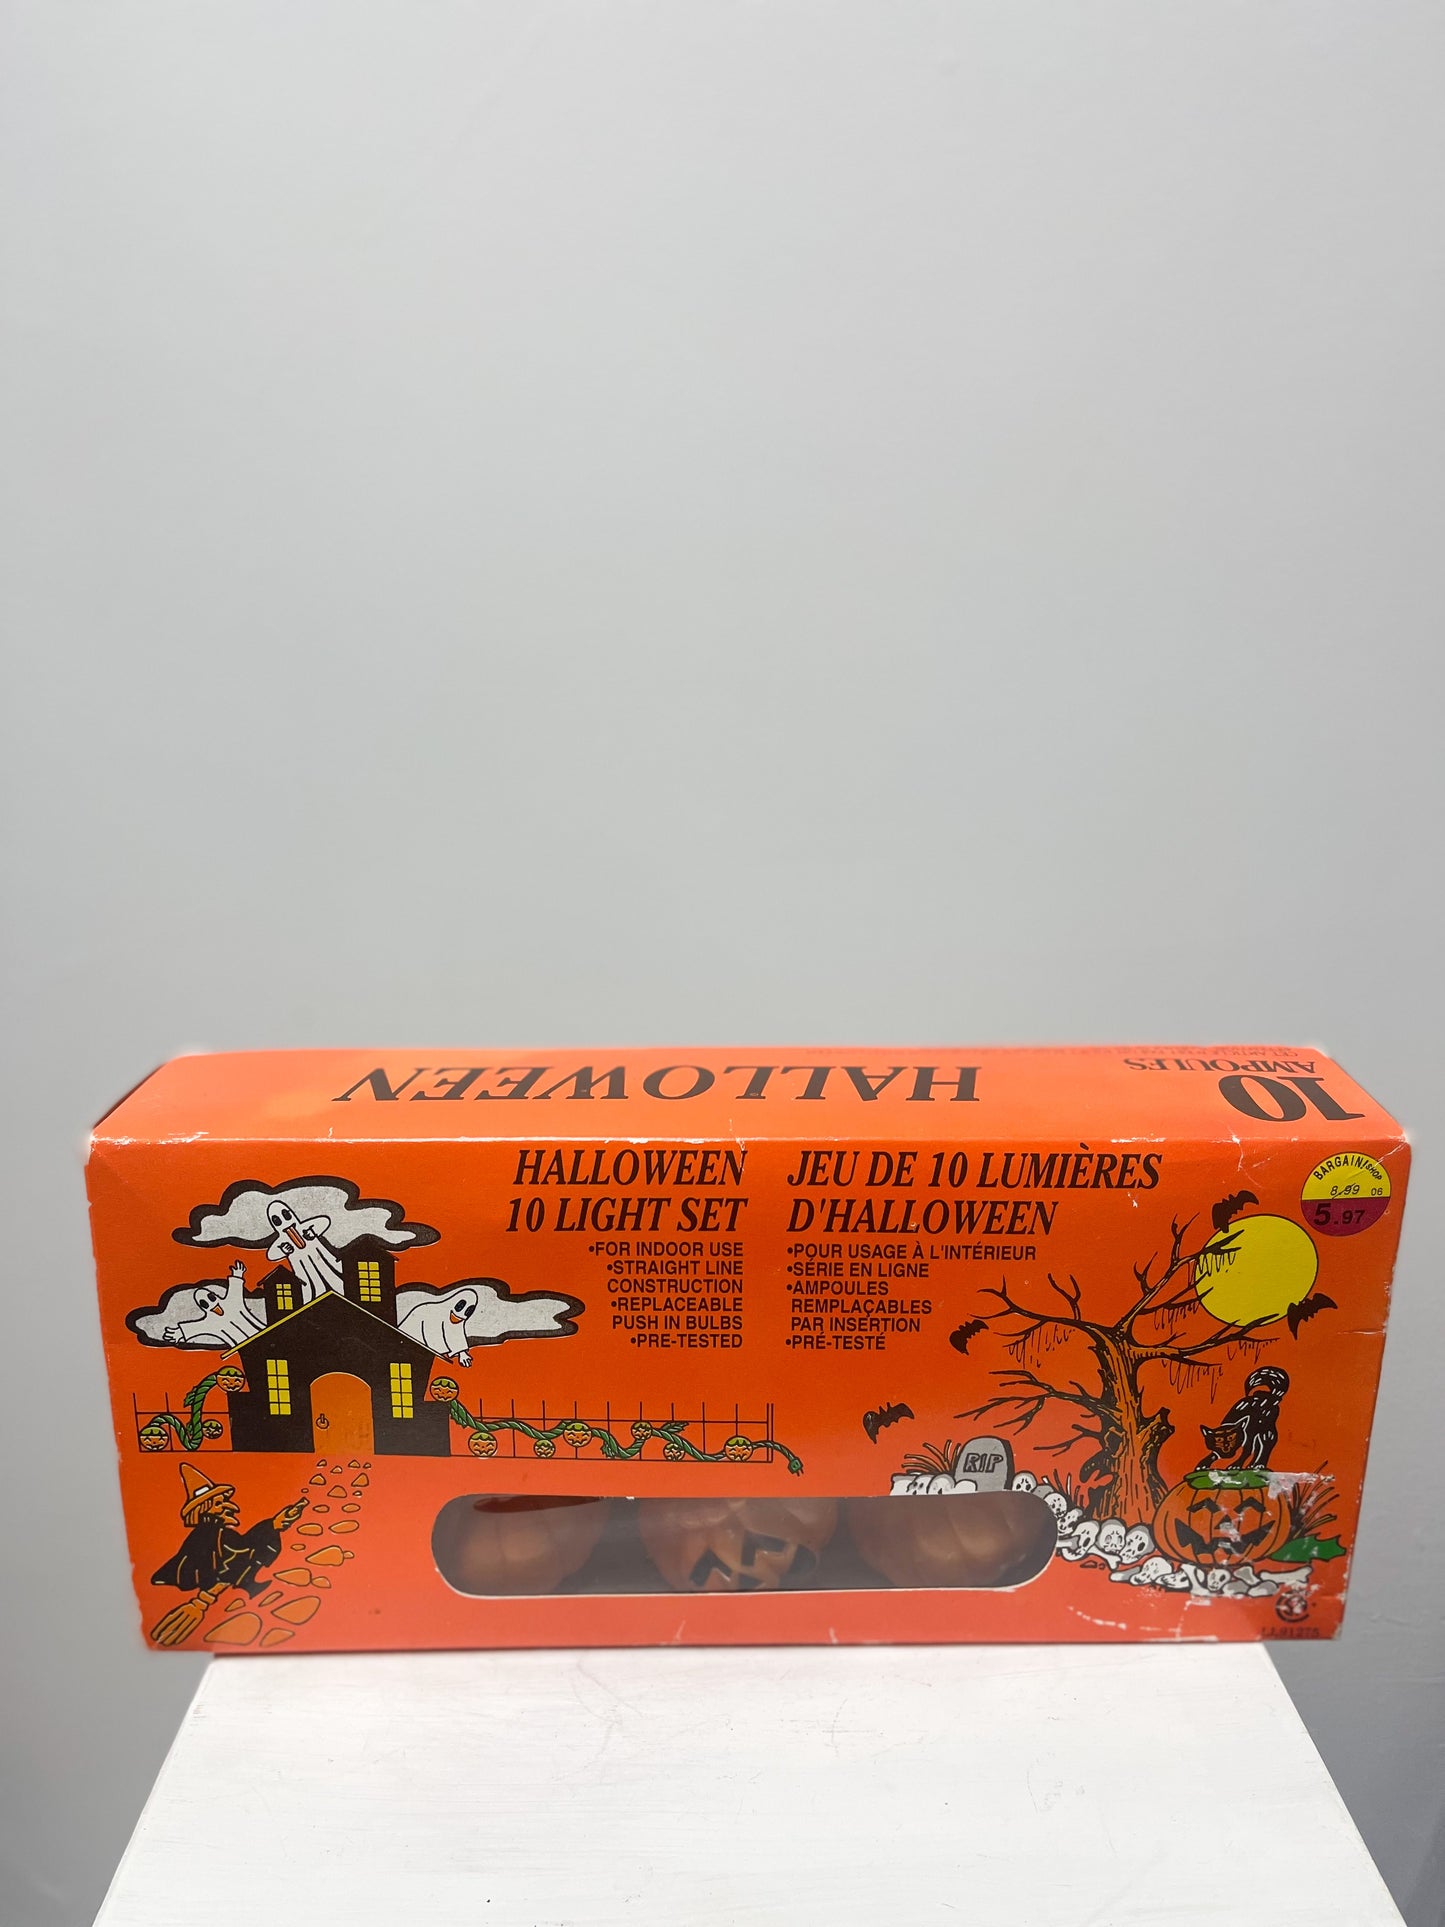 HALLOWEEN
10
AMPOULES
HALLOWEEN
10 LIGHT SET
•FOR INDOOR USE
•STRAIGHT LINE
CONSTRUCTION
•REPLACEABLE
PUSH IN BULBS
•PRE-TESTED
JEU DE 10 LUMIÈRES
D'HALLOWEEN
•POUR USAGE À L'INTÉRIEUR
•SÉRIE EN LIGNE
•AMPOULES
REMPLAÇABLES
PAR INSERTION
•PRÉ-TESTÉ
BARGAIN! SHOP
8.99 06
5.97
RIP
LL91275